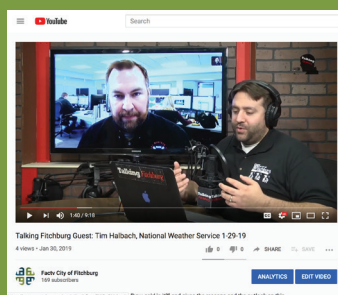 YouTube
Search
Talking Fitchburg
1:40 / 9:18
Talking Fitchburg Guest: Tim Halbach, National Weather Service 1-29-19
4 views • Jan 30, 2019
0
0
SHARE
SAVE
Factv City of Fitchburg
169 subscribers
ANALYTICS
EDIT VIDEO